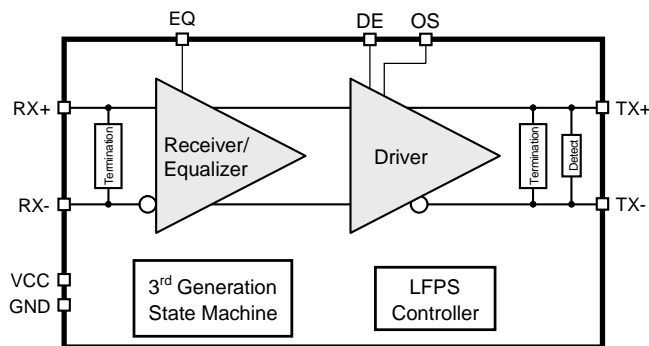 EQ
DE
OS
RX+
TX+
Termination
Receiver/
Equalizer
Driver
Termination
Detect
RX-
TX-
VCC
GND
3rd Generation
State Machine
LFPS
Controller